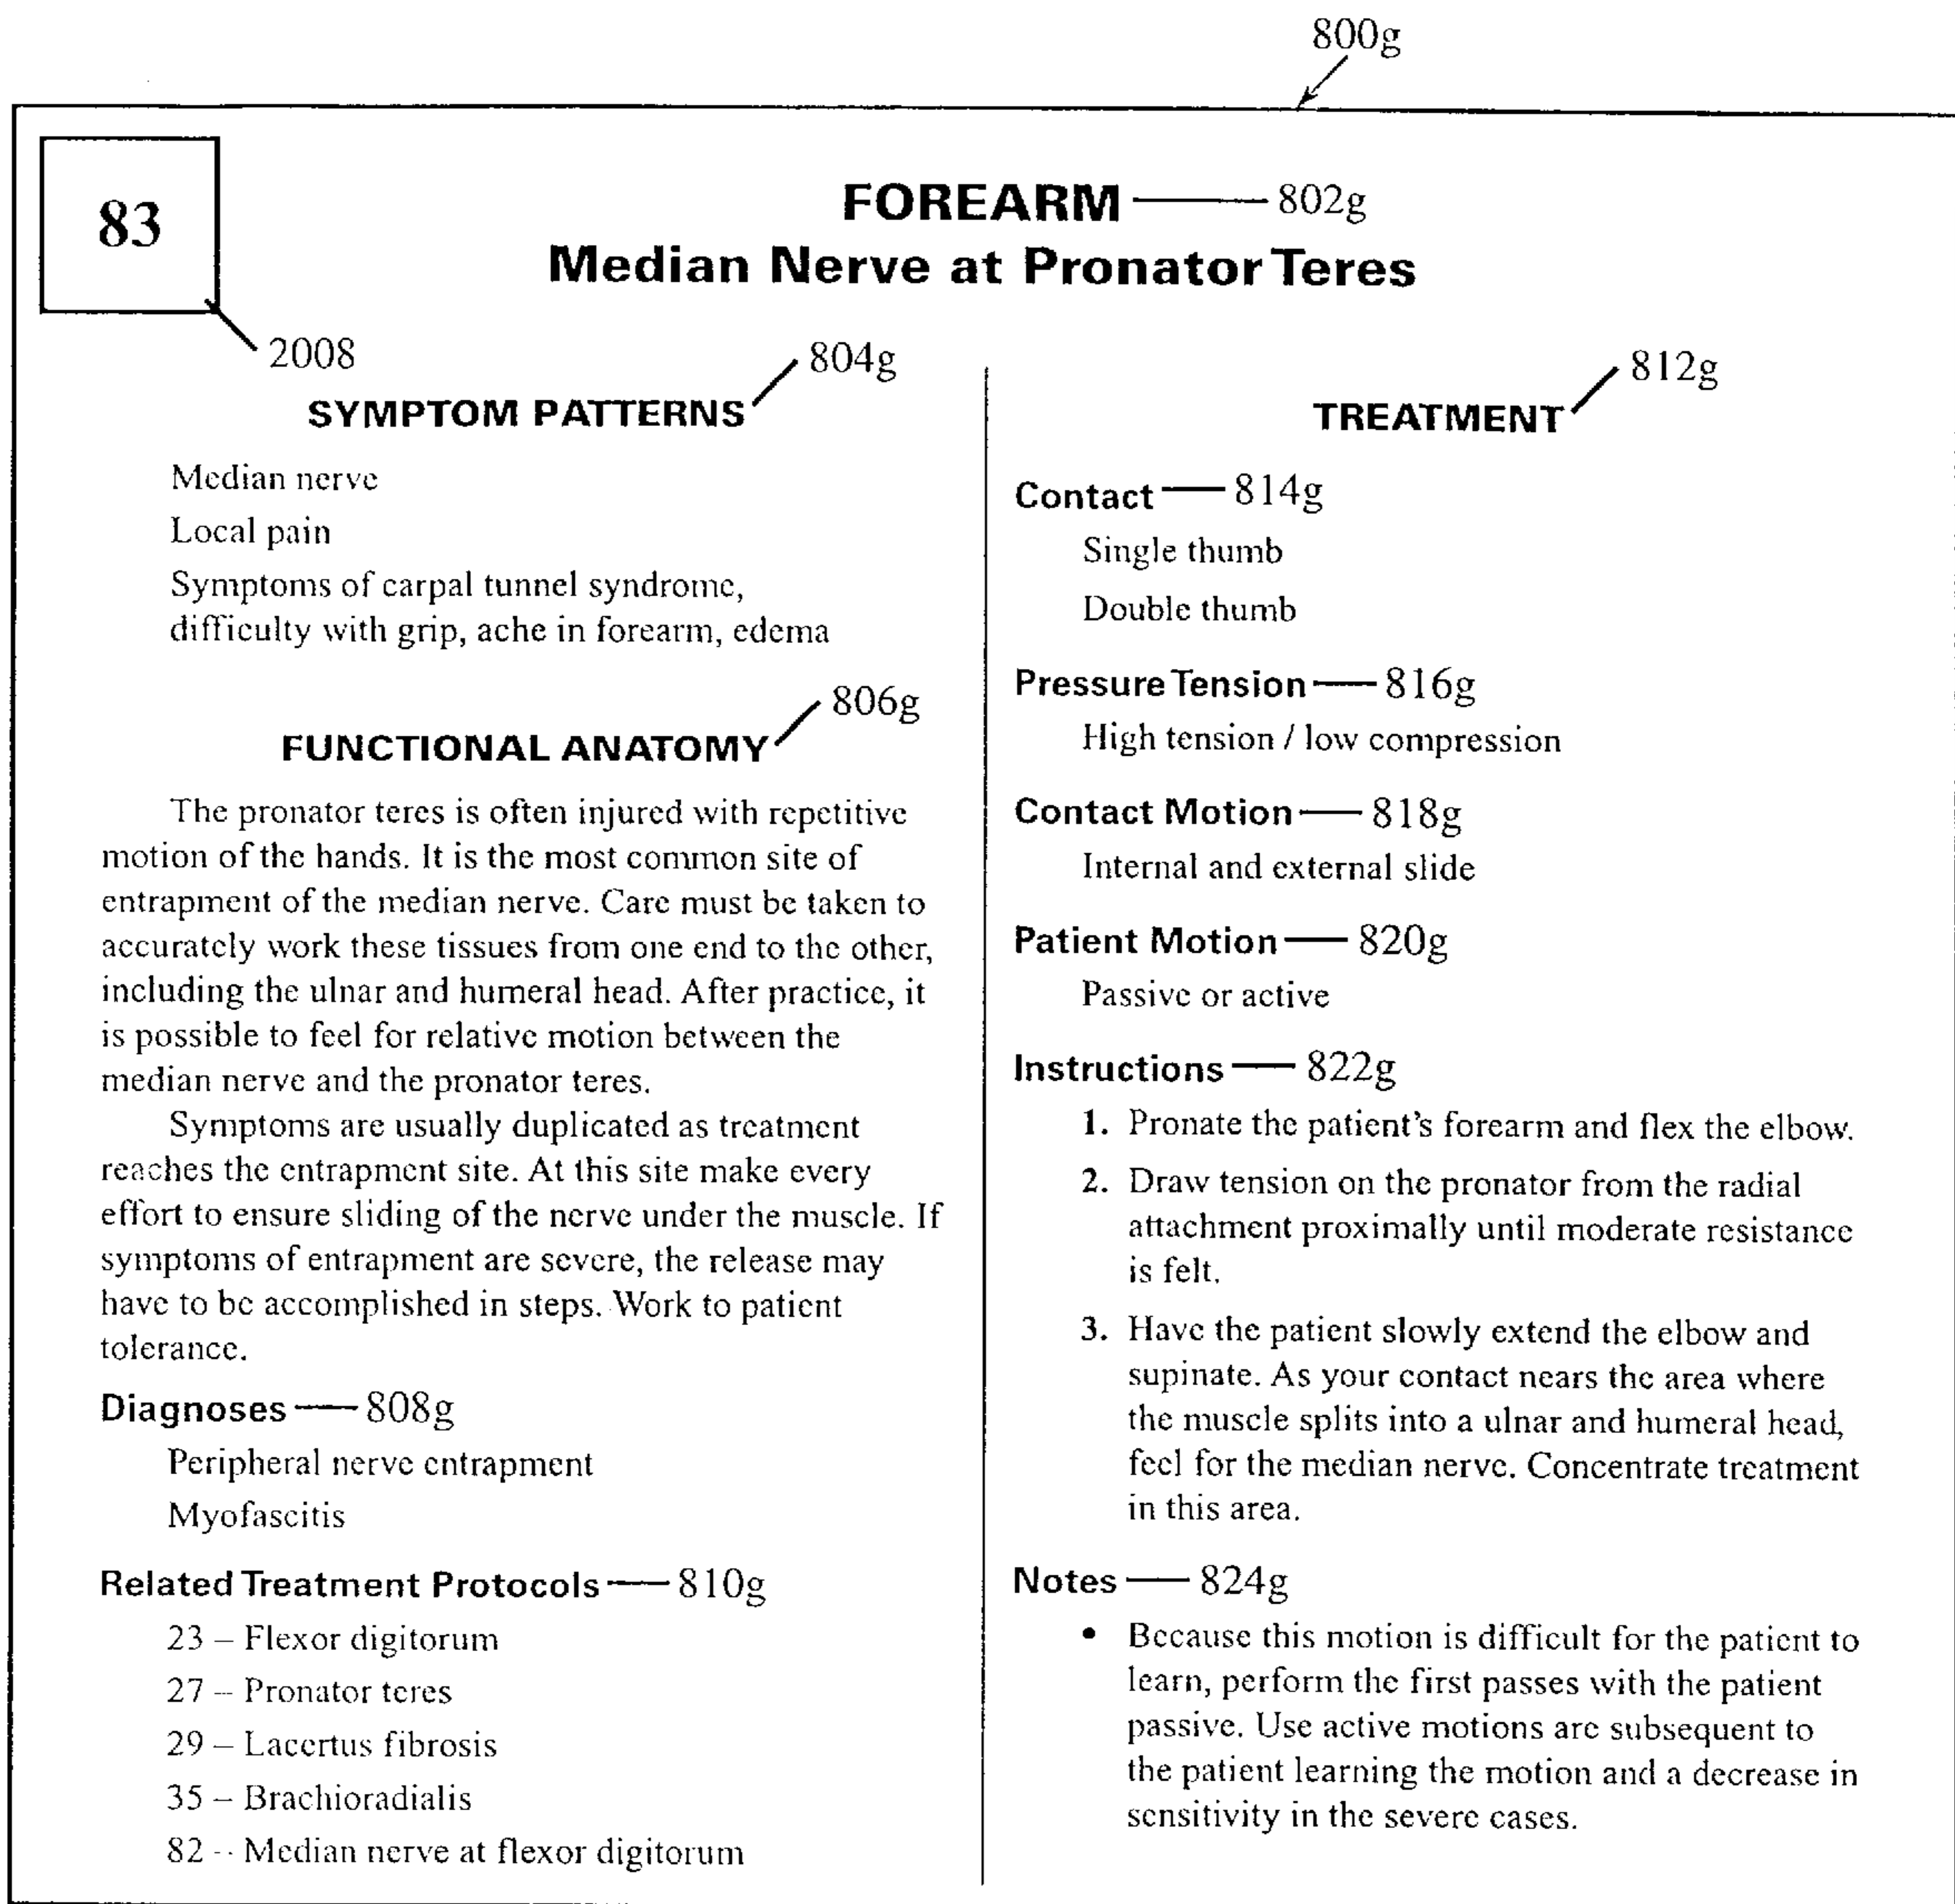 800g
83
FOREARM 802g
Median Nerve at Pronator Teres
2008
804g
SYMPTOM PATTERNS
Median nerve
Local pain
Symptoms of carpal tunnel syndrome,
difficulty with grip, ache in forearm, edema
806g
FUNCTIONAL ANATOMY
The pronator teres is often injured with repetitive
motion of the hands. It is the most common site of
entrapment of the median nerve. Care must be taken to
accurately work these tissues from one end to the other,
including the ulnar and humeral head. After practice, it
is possible to feel for relative motion between the
median nerve and the pronator teres.
Symptoms are usually duplicated as treatment
reaches the entrapment site. At this site make every
effort to ensure sliding of the nerve under the muscle. If
symptoms of entrapment are severe, the release may
have to be accomplished in steps. Work to patient
tolerance.
Diagnoses — 808g
Peripheral nerve entrapment
Myofascitis
Related Treatment Protocols — 810g
23 – Flexor digitorum
27 – Pronator teres
29 – Lacertus fibrosis
35 – Brachioradialis
82 – Median nerve at flexor digitorum
812g
TREATMENT
Contact — 814g
Single thumb
Double thumb
Pressure Tension — 816g
High tension / low compression
Contact Motion — 818g
Internal and external slide
Patient Motion — 820g
Passive or active
Instructions — 822g
1. Pronate the patient's forearm and flex the elbow.
2. Draw tension on the pronator from the radial
attachment proximally until moderate resistance
is felt.
3. Have the patient slowly extend the elbow and
supinate. As your contact nears the area where
the muscle splits into a ulnar and humeral head,
feel for the median nerve. Concentrate treatment
in this area.
Notes — 824g
• Because this motion is difficult for the patient to
learn, perform the first passes with the patient
passive. Use active motions are subsequent to
the patient learning the motion and a decrease in
sensitivity in the severe cases.